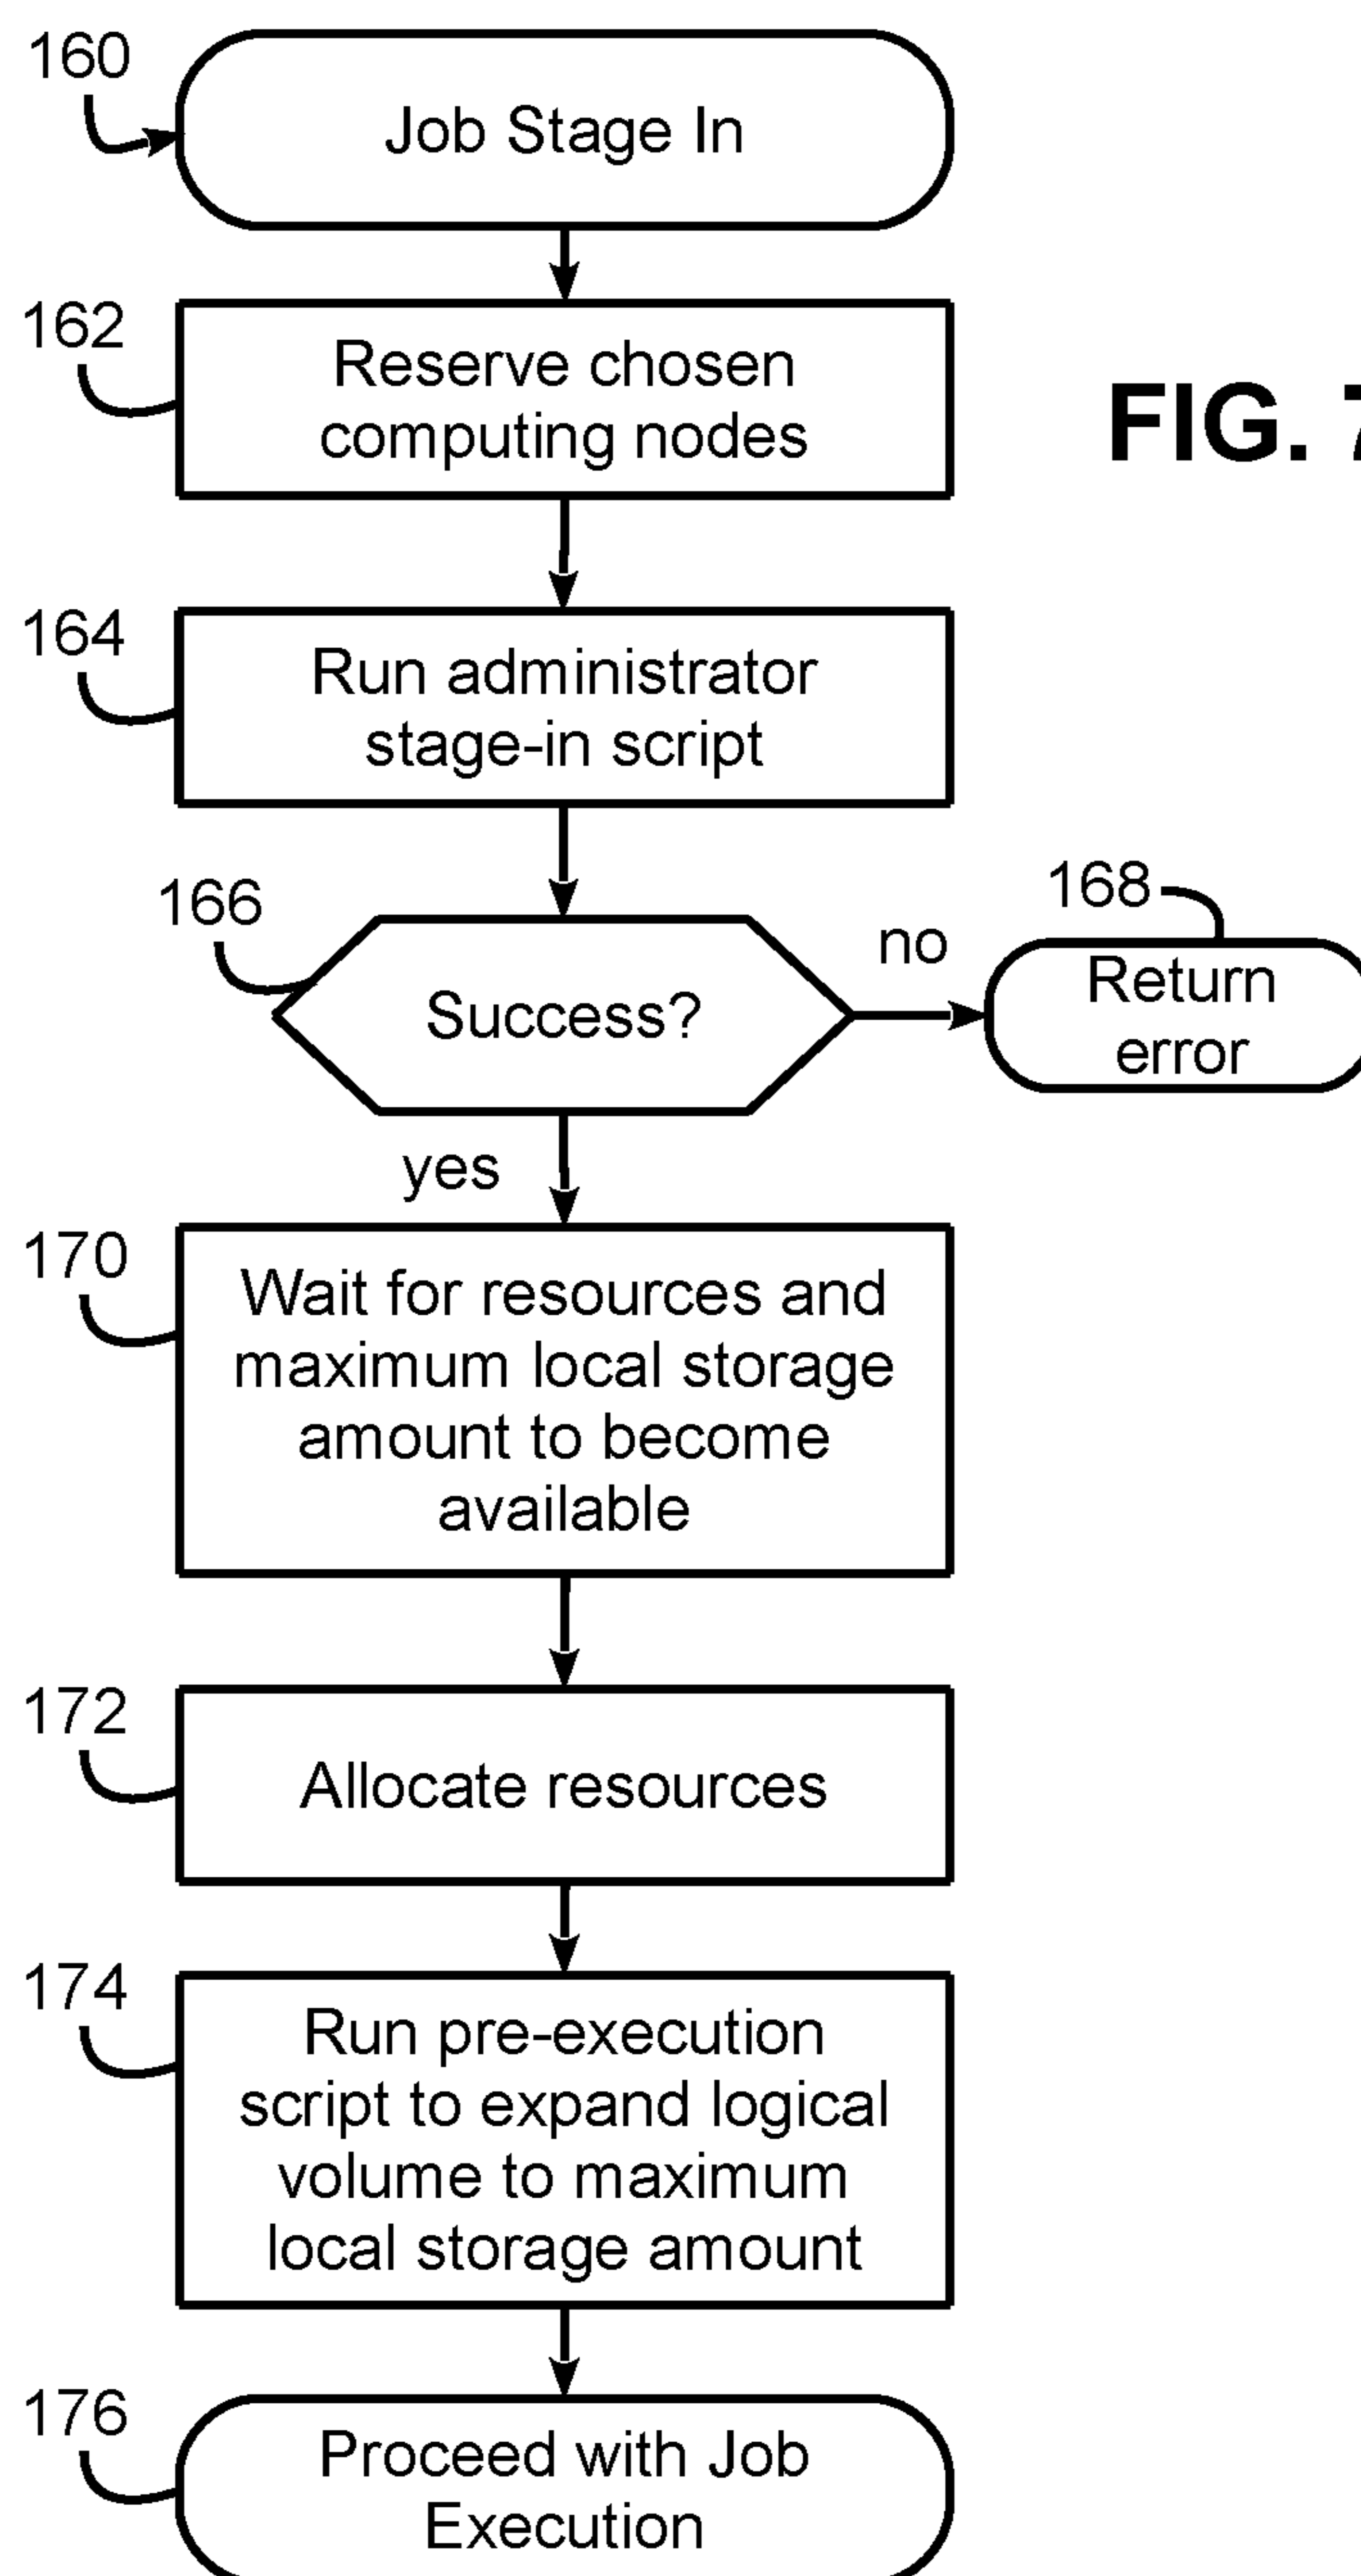 160
Job Stage In
162
Reserve chosen
computing nodes
FIG. 7
164
Run administrator
stage-in script
166
Success?
no
168
Return
error
yes
170
Wait for resources and
maximum local storage
amount to become
available
172
Allocate resources
174
Run pre-execution
script to expand logical
volume to maximum
local storage amount
176
Proceed with Job
Execution